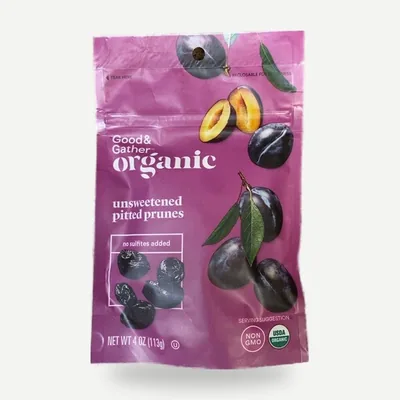 Good&
Gather
organic
unsweetened
pitted prunes
no sulfites added
SERVING SUGGESTION
NON
GMO
USDA
ORGANIC
NET WT 4 OZ (113g)
U